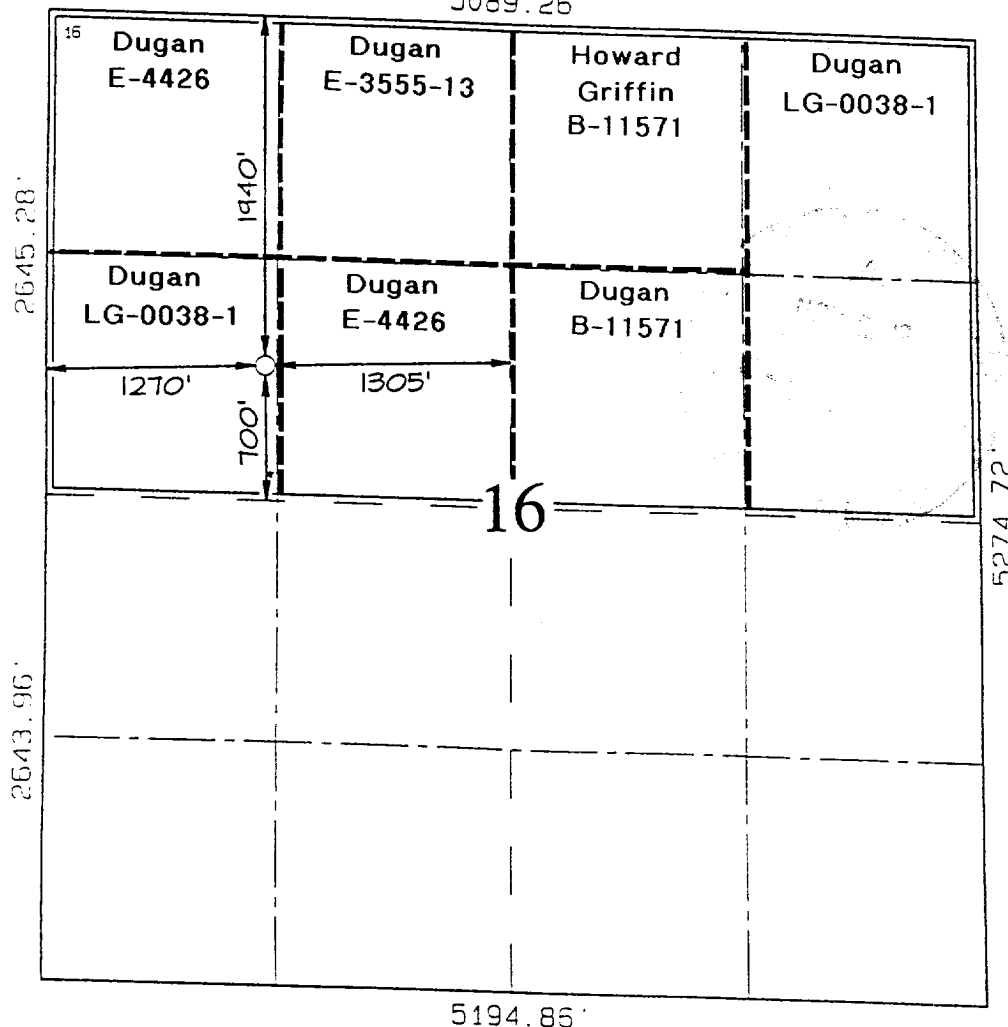 5089.26'
16
Dugan
E-4426
Dugan
E-3555-13
Howard
Griffin
B-11571
Dugan
LG-0038-1
1940'
2645.28'
Dugan
LG-0038-1
Dugan
E-4426
Dugan
B-11571
1270'
1305'
700'
16
5274.72'
2643.96'
5194.86'